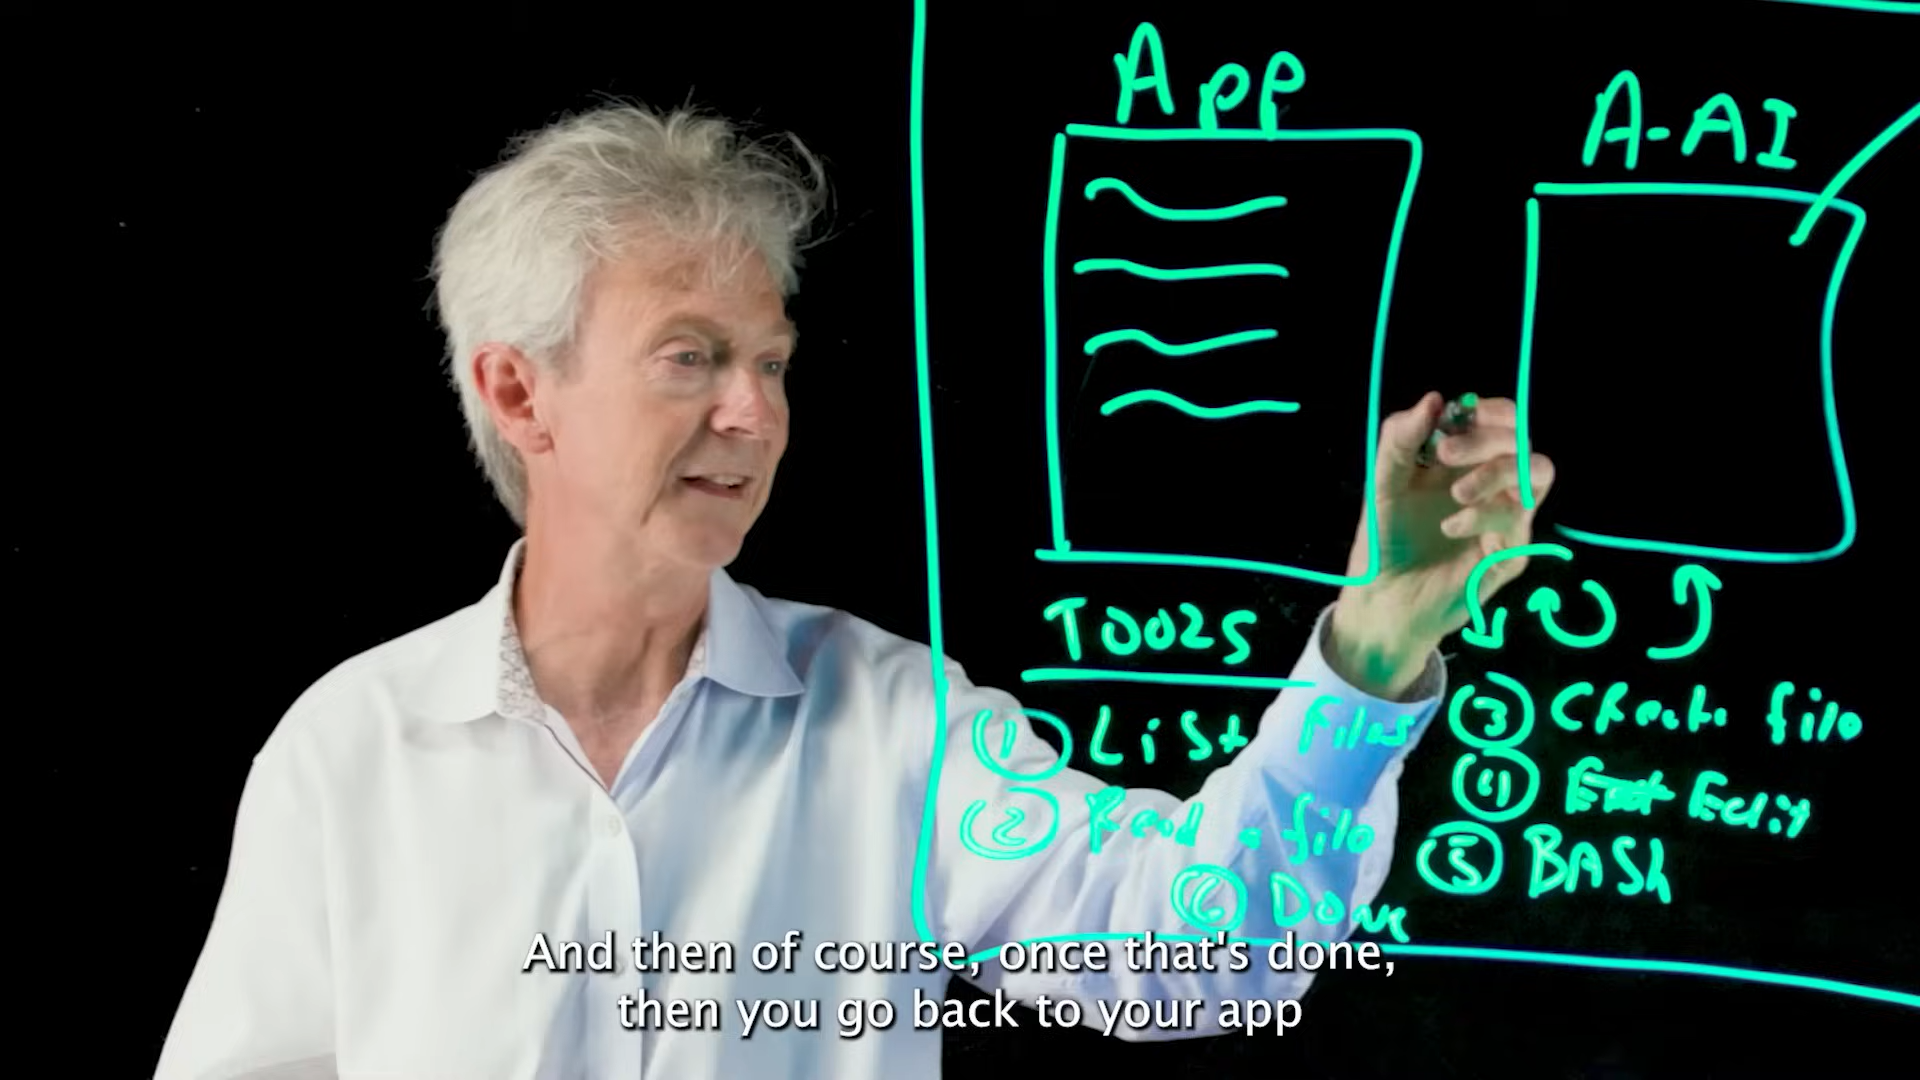 App
A-AI
TOOLS
1 List Files
2 Read a file
3 Create file
4 Edit
5 BASh
6 Done
And then of course, once that's done,
then you go back to your app